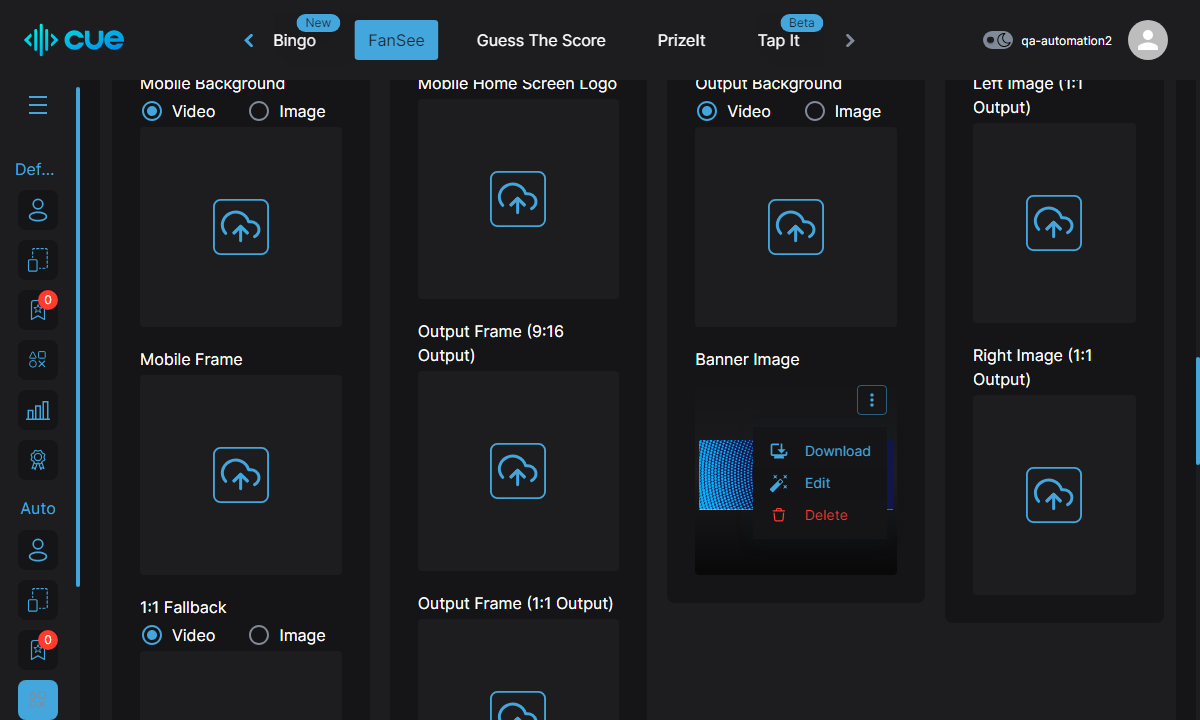 cue
New
Bingo
FanSee
Guess The Score
PrizeIt
Beta
Tap It
qa-automation2
Def...
0
Auto
0
Mobile Background
Video
Image
Mobile Frame
1:1 Fallback
Video
Image
Mobile Home Screen Logo
Output Frame (9:16
Output)
Output Frame (1:1 Output)
Output Background
Video
Image
Banner Image
Download
Edit
Delete
Left Image (1:1
Output)
Right Image (1:1
Output)